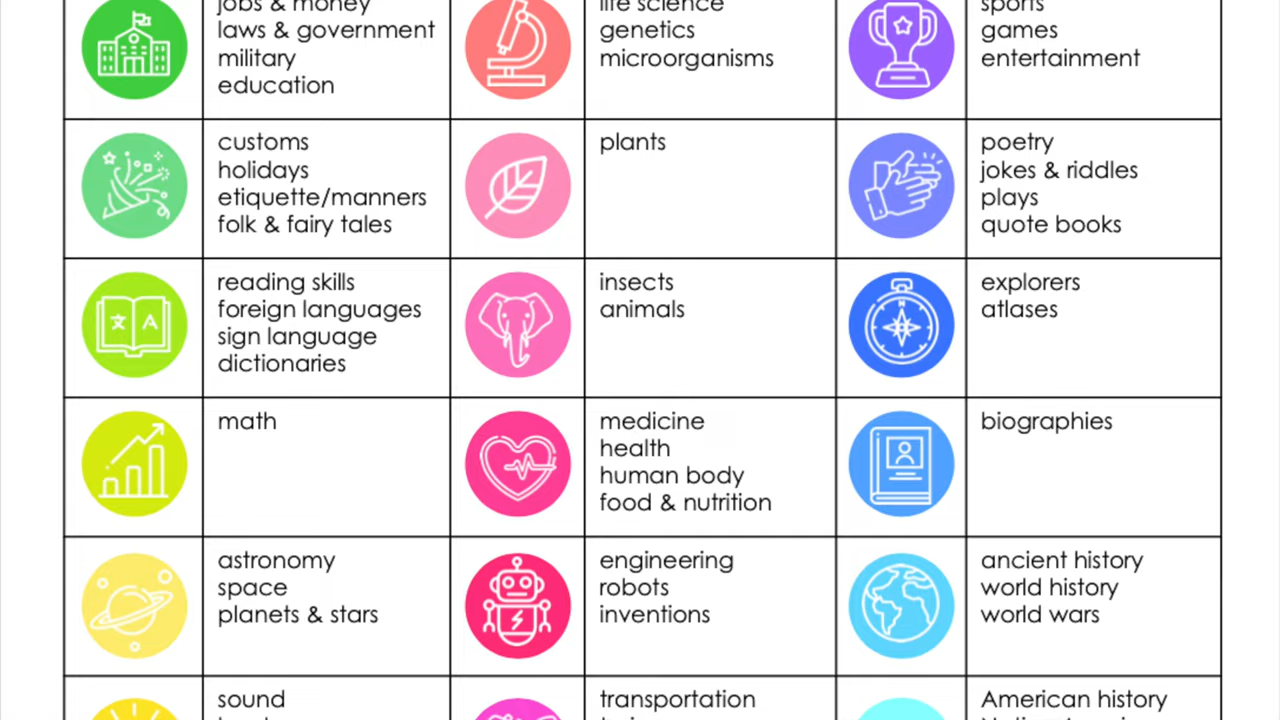 jobs & money
laws & government
military
education
life science
genetics
microorganisms
sports
games
entertainment
customs
holidays
etiquette/manners
folk & fairy tales
plants
poetry
jokes & riddles
plays
quote books
reading skills
foreign languages
sign language
dictionaries
文 A
insects
animals
N
explorers
atlases
math
medicine
health
human body
food & nutrition
biographies
astronomy
space
planets & stars
engineering
robots
inventions
ancient history
world history
world wars
sound
transportation
American history